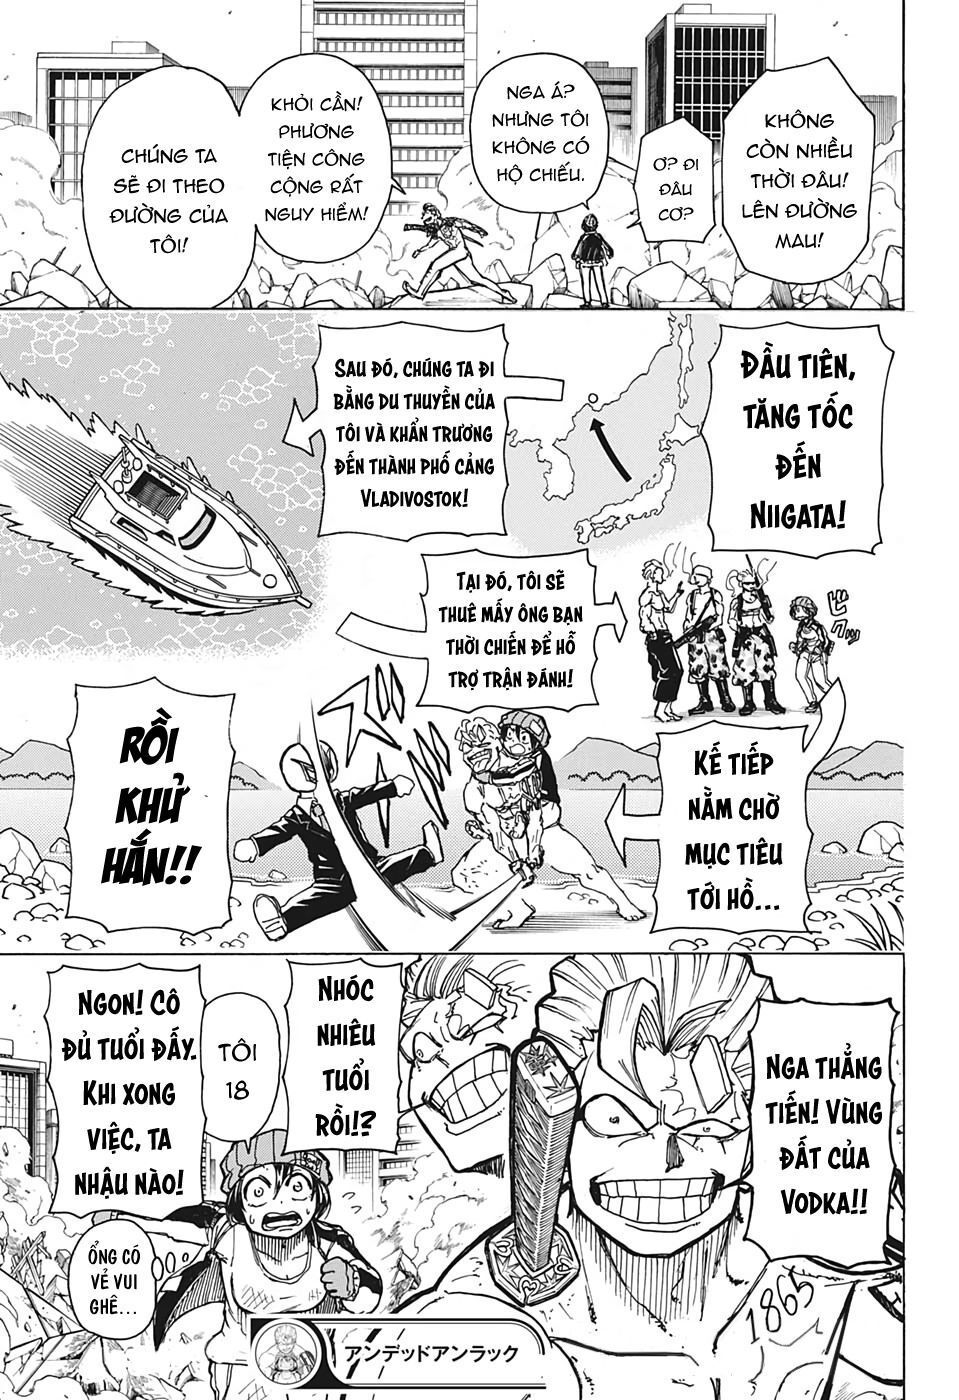 KHÔNG
CÒN NHIỀU
THỜI ĐÂU!
LÊN ĐƯỜNG
MAU!
Ơ? ĐI
ĐÂU
CƠ?
NGA Á?
NHƯNG TÔI
KHÔNG CÓ
HỘ CHIẾU.
KHỎI CẦN!
PHƯƠNG
TIỆN CÔNG
CỘNG RẤT
NGUY HIỂM!
CHÚNG TA
SẼ ĐI THEO
ĐƯỜNG CỦA
TÔI!
ĐẦU TIÊN,
TĂNG TỐC
ĐẾN
NIIGATA!
SAU ĐÓ, CHÚNG TA ĐI
BẰNG DU THUYỀN CỦA
TÔI VÀ KHẨN TRƯƠNG
ĐẾN THÀNH PHỐ CẢNG
VLADIVOSTOK!
TẠI ĐÓ, TÔI SẼ
THUÊ MẤY ÔNG BẠN
THỜI CHIẾN ĐỂ HỖ
TRỢ TRẬN ĐÁNH!
ビクッ
KẾ TIẾP
NẰM CHỜ
MỤC TIÊU
TỚI HỒ...
RỒI
KHỬ
HẮN!!
NGA THẲNG
TIẾN! VÙNG
ĐẤT CỦA
VODKA!!
NHÓC
NHIÊU
TUỔI
RỒI!?
TÔI
18
NGON! CÔ
ĐỦ TUỔI ĐẤY.
KHI XONG
VIỆC, TA
NHẬU NÀO!
ỔNG CÓ
VẺ VUI
GHÊ...
1865
アンデッドアンラック